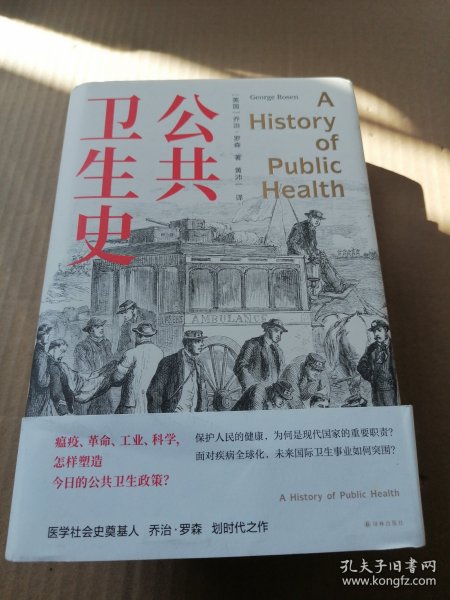 公共
卫生史
[美国] 乔治·罗森 著 黄沛一 译
George Rosen
A
History
of
Public
Health
AMBULANCE
瘟疫、革命、工业、科学,
怎样塑造
今日的公共卫生政策?
保护人民的健康,为何是现代国家的重要职责?
面对疾病全球化,未来国际卫生事业如何突围?
A History of Public Health
译林出版社
医学社会史奠基人 乔治·罗森 划时代之作
孔夫子旧书网
www.kongfz.com